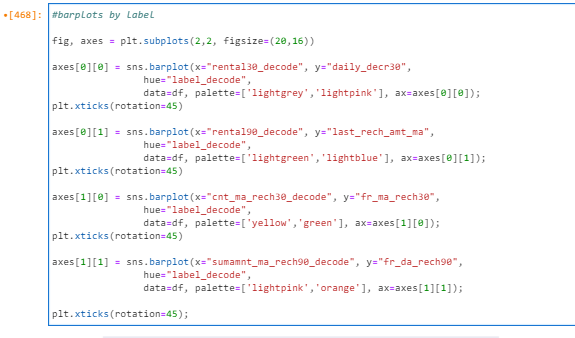 •[468]: #barplots by label
fig, axes = plt.subplots(2,2, figsize=(20,16))
axes[0][0] = sns.barplot(x="rental30_decode", y="daily_decr30",
hue="label_decode",
data=df, palette=['lightgrey','lightpink'], ax=axes[0][0]);
plt.xticks(rotation=45)
axes[0][1] = sns.barplot(x="rental90_decode", y="last_rech_amt_ma",
hue="label_decode",
data=df, palette=['lightgreen','lightblue'], ax=axes[0][1]);
plt.xticks(rotation=45)
axes[1][0] = sns.barplot(x="cnt_ma_rech30_decode", y="fr_ma_rech30",
hue="label_decode",
data=df, palette=['yellow','green'], ax=axes[1][0]);
plt.xticks(rotation=45)
axes[1][1] = sns.barplot(x="sumamnt_ma_rech90_decode", y="fr_da_rech90",
hue="label_decode",
data=df, palette=['lightpink','orange'], ax=axes[1][1]);
plt.xticks(rotation=45);